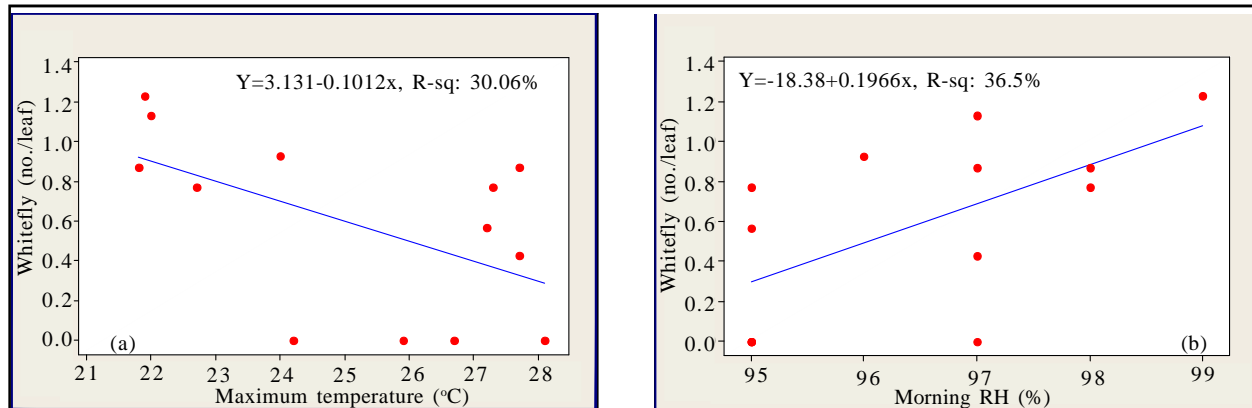 Y=3.131-0.1012x, R-sq: 30.06%
Whitefly (no./leaf)
1.4
1.2
1.0
0.8
0.6
0.4
0.2
0.0
(a)
21 22 23 24 25 26 27 28
Maximum temperature (°C)
Y=-18.38+0.1966x, R-sq: 36.5%
Whitefly (no./leaf)
1.4
1.2
1.0
0.8
0.6
0.4
0.2
0.0
(b)
95 96 97 98 99
Morning RH (%)